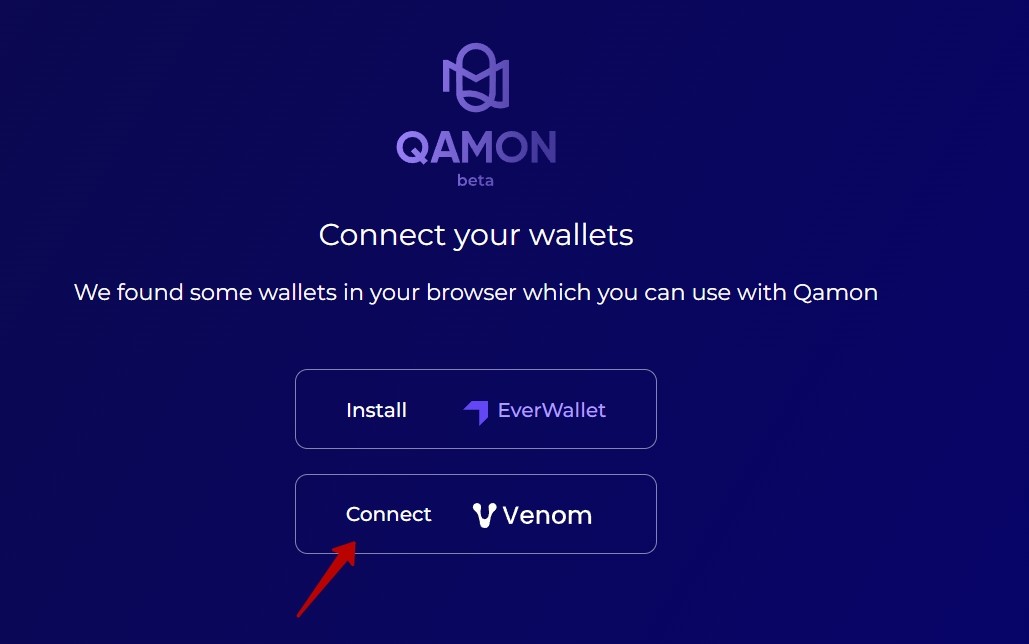 QAMON
beta
Connect your wallets
We found some wallets in your browser which you can use with Qamon
Install EverWallet
Connect Venom